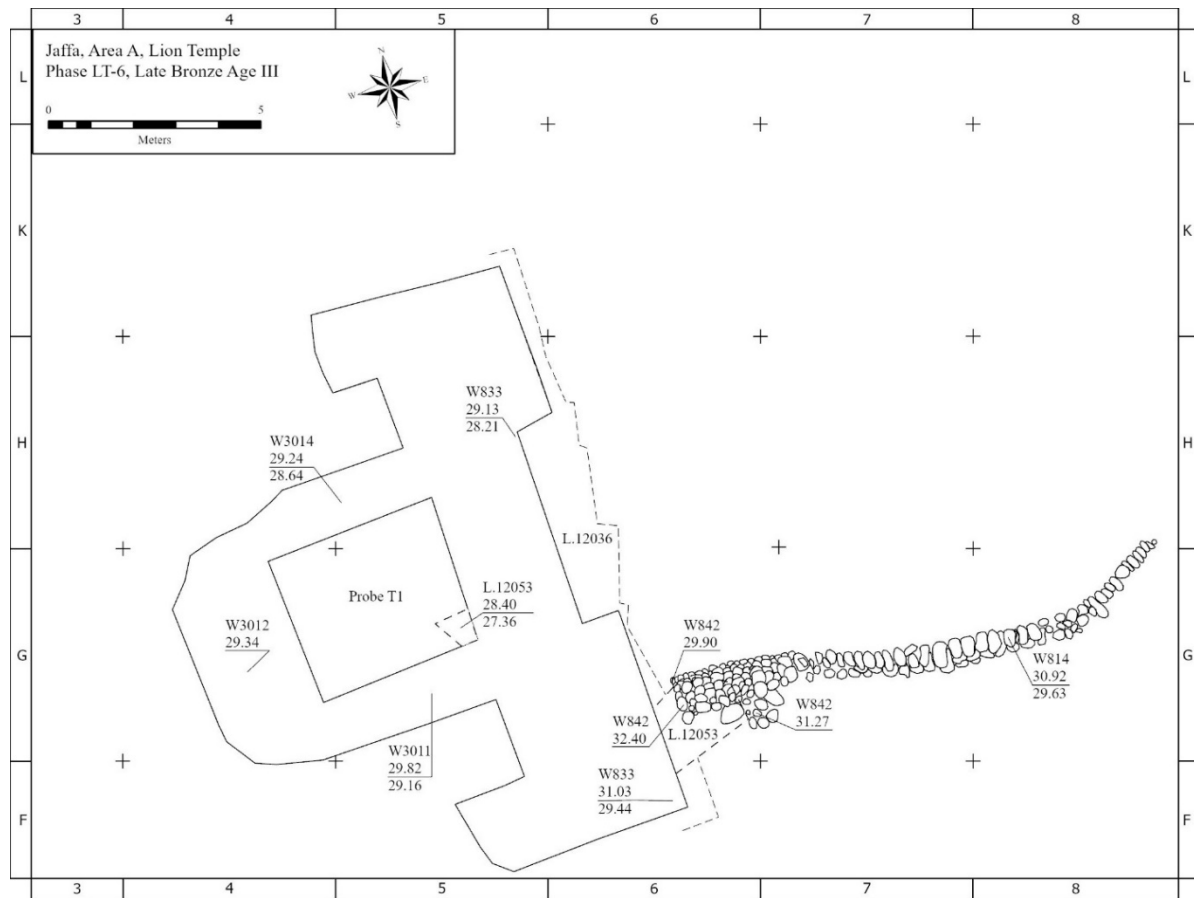 3 4 5 6 7 8
Jaffa, Area A, Lion Temple
Phase LT-6, Late Bronze Age III
N
E
W
S
0 5
Meters
L L
K K
W833
29.13
28.21
H H
W3014
29.24
28.64
L.12036
L.12053
28.40
27.36
Probe T1
W3012
29.34
W842
29.90
G G
W814
30.92
29.63
W842
31.27
W842
32.40
L.12053
W3011
29.82
29.16
W833
31.03
29.44
F F
3 4 5 6 7 8